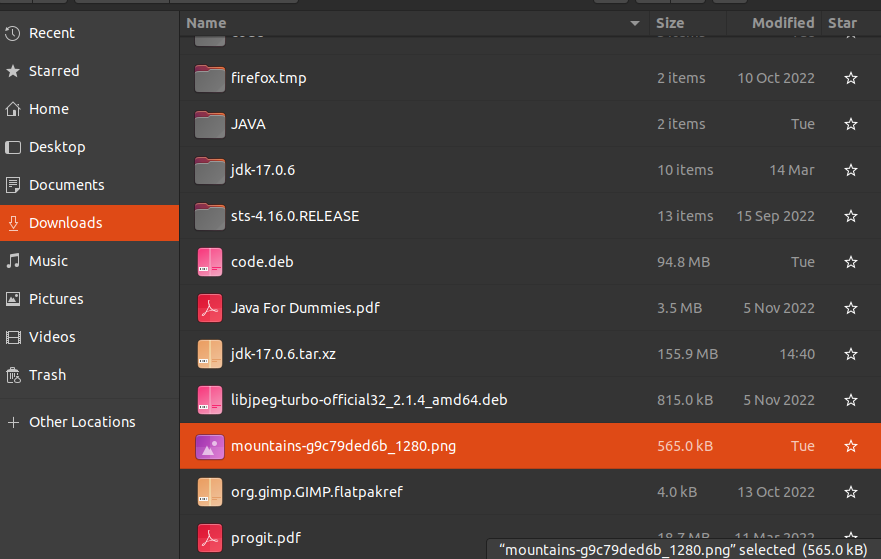 Name Size Modified Star
Recent
Starred
Home
Desktop
Documents
Downloads
Music
Pictures
Videos
Trash
Other Locations
firefox.tmp 2 items 10 Oct 2022
JAVA 2 items Tue
jdk-17.0.6 10 items 14 Mar
sts-4.16.0.RELEASE 13 items 15 Sep 2022
code.deb 94.8 MB Tue
Java For Dummies.pdf 3.5 MB 5 Nov 2022
jdk-17.0.6.tar.xz 155.9 MB 14:40
libjpeg-turbo-official32_2.1.4_amd64.deb 815.0 kB 5 Nov 2022
mountains-g9c79ded6b_1280.png 565.0 kB Tue
org.gimp.GIMP.flatpakref 4.0 kB 13 Oct 2022
progit.pdf 18.7 MB 11 Mar 2022
“mountains-g9c79ded6b_1280.png” selected (565.0 kB)